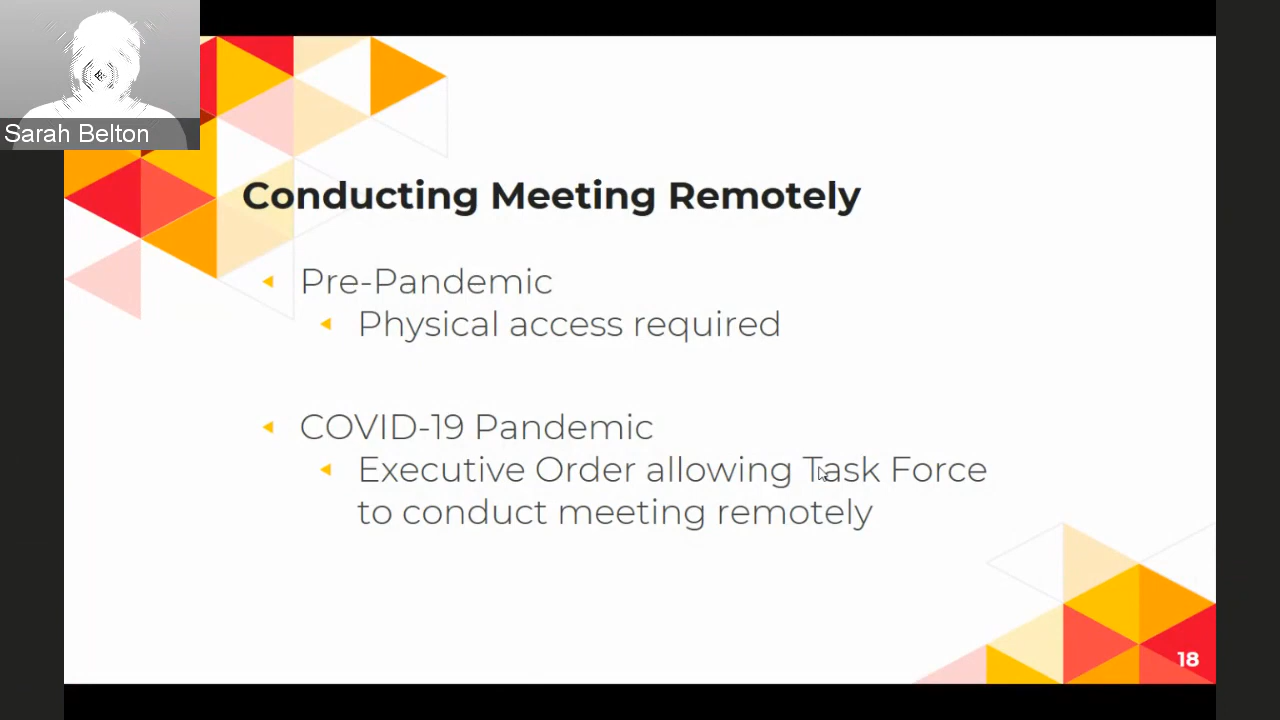 Sarah Belton
Conducting Meeting Remotely
Pre-Pandemic
Physical access required
COVID-19 Pandemic
Executive Order allowing Task Force
to conduct meeting remotely
18